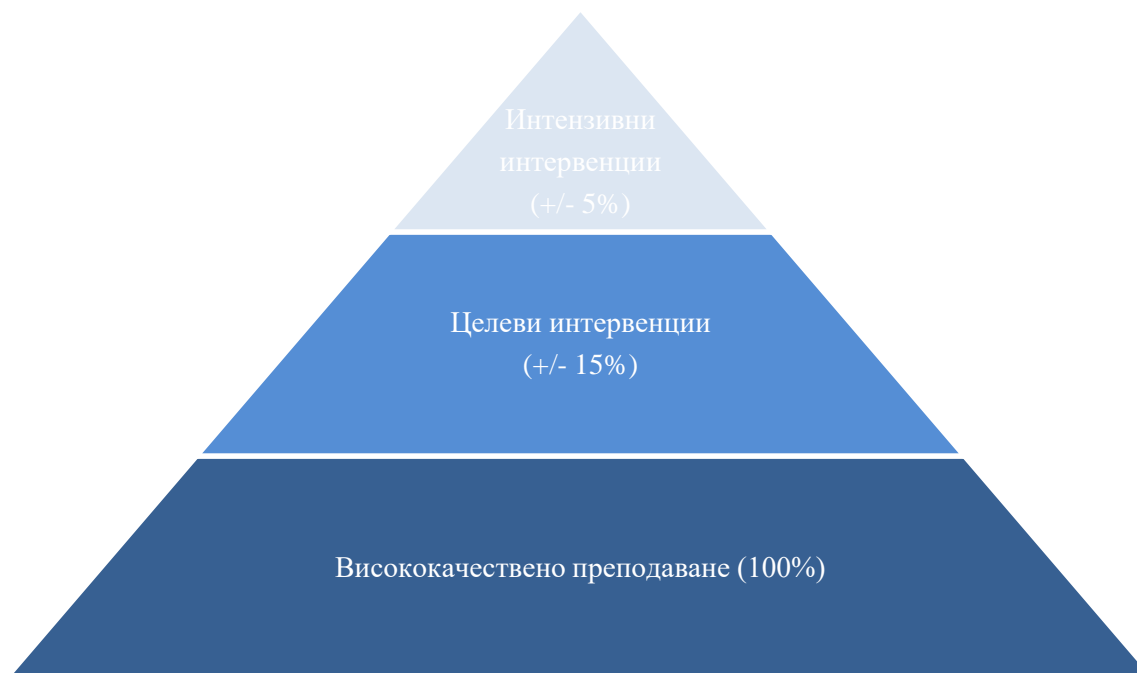 Интензивни
интервенции
(+/- 5%)
Целеви интервенции
(+/- 15%)
Висококачествено преподаване (100%)